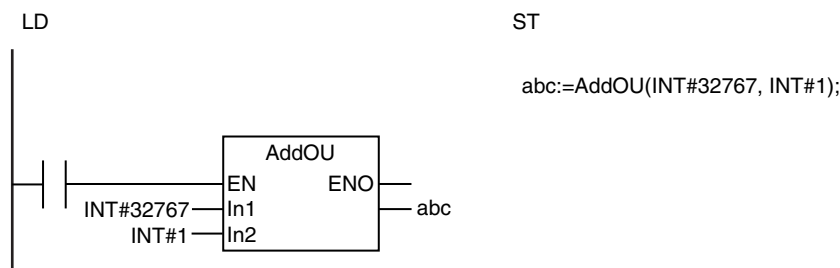 LD
ST
abc:=AddOU(INT#32767, INT#1);
AddOU
EN ENO
INT#32767 In1 abc
INT#1 In2